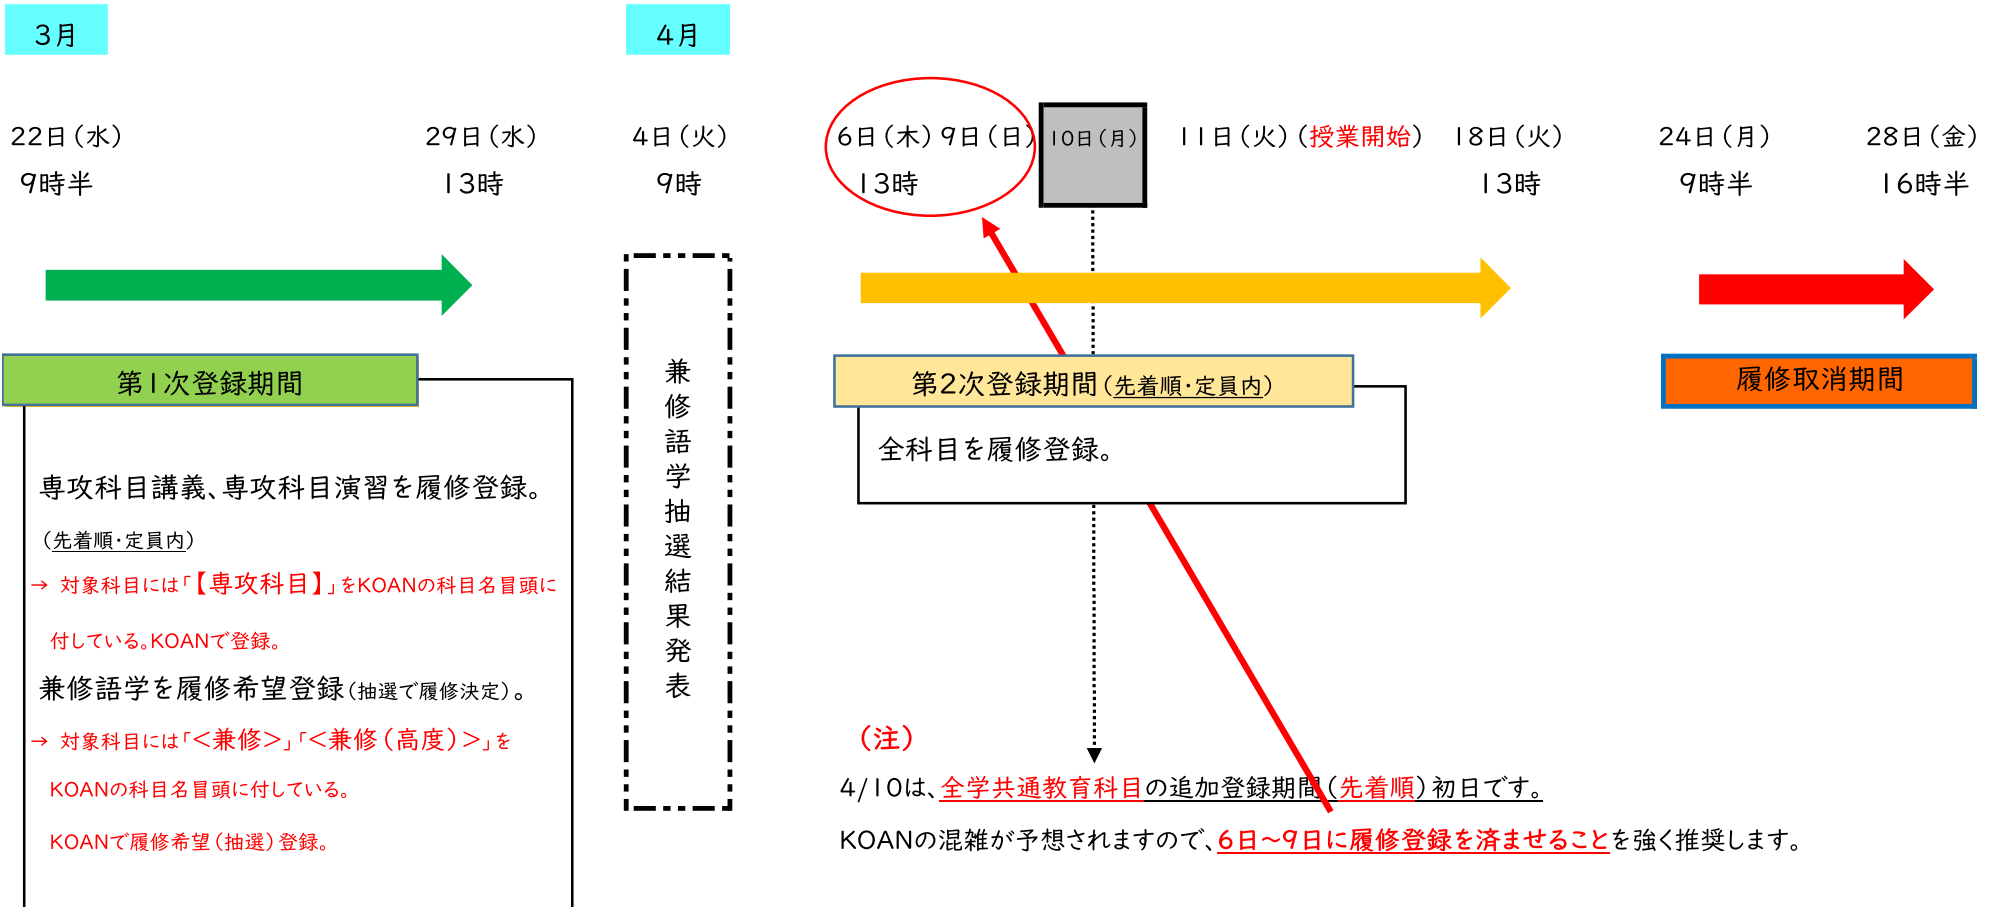 3月
4月
22日（水）
9時半
29日（水）
13時
4日（火）
9時
6日（木）9日（日）
13時
10日（月）
11日（火）（授業開始）
18日（火）
13時
24日（月）
9時半
28日（金）
16時半
第1次登録期間
専攻科目講義、専攻科目演習を履修登録。
（先着順・定員内）
→ 対象科目には「【専攻科目】」をKOANの科目名冒頭に
付している。KOANで登録。
兼修語学を履修希望登録（抽選で履修決定）。
→ 対象科目には「＜兼修＞」「＜兼修（高度）＞」を
KOANの科目名冒頭に付している。
KOANで履修希望（抽選）登録。
兼修語学抽選結果発表
第2次登録期間（先着順・定員内）
全科目を履修登録。
履修取消期間
（注）
4/10は、全学共通教育科目の追加登録期間（先着順）初日です。
KOANの混雑が予想されますので、6日～9日に履修登録を済ませることを強く推奨します。